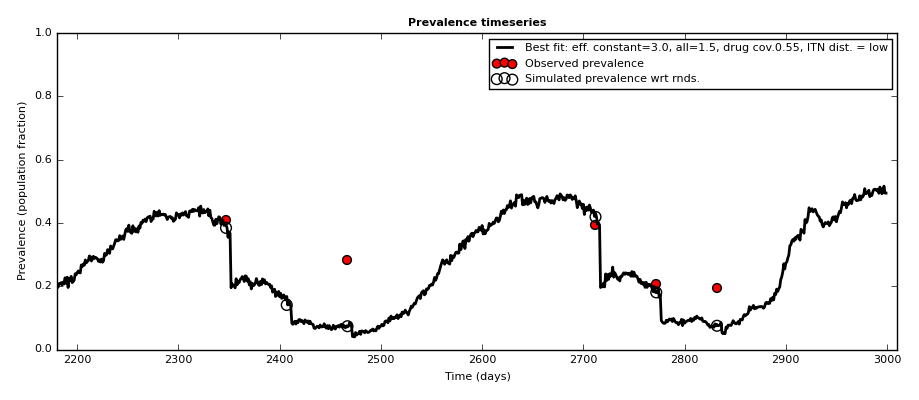 Prevalence timeseries
1.0
0.8
0.6
0.4
0.2
0.0
Prevalence (population fraction)
Best fit: eff. constant=3.0, all=1.5, drug cov.0.55, ITN dist. = low
Observed prevalence
Simulated prevalence wrt rnds.
2200 2300 2400 2500 2600 2700 2800 2900 3000
Time (days)